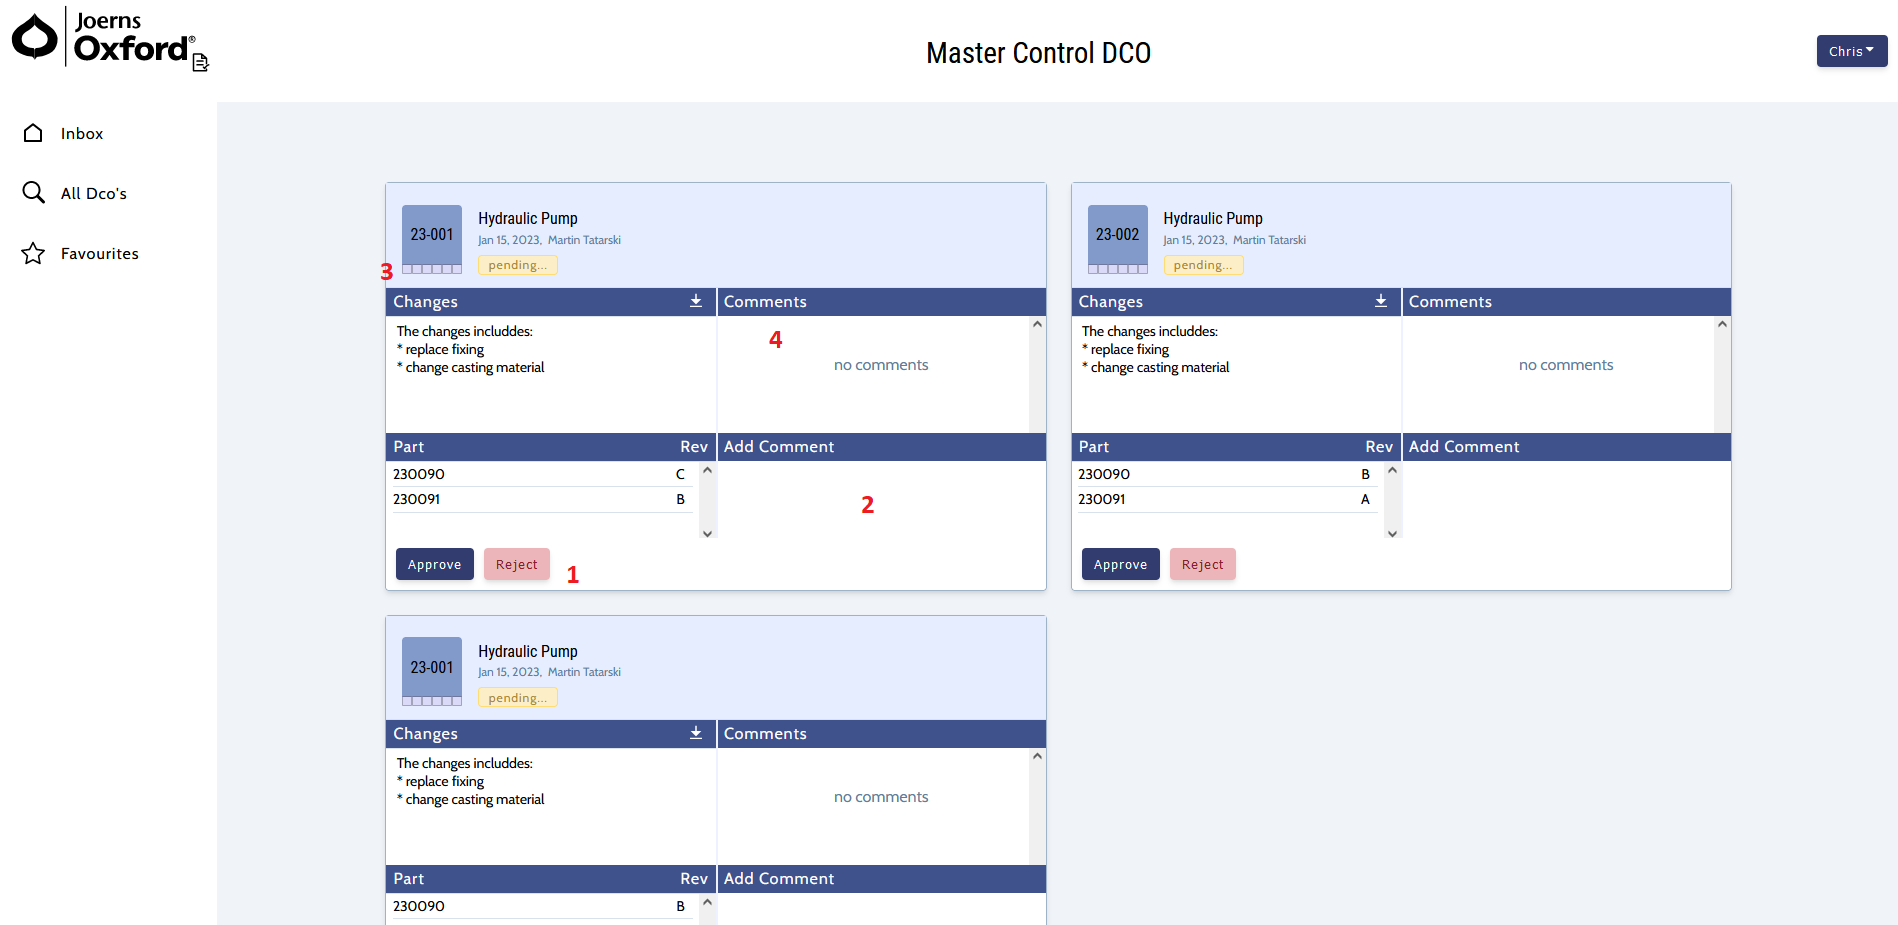 Joerns
Oxford®
Master Control DCO
Chris
Inbox
All Dco's
Favourites
23-001
Hydraulic Pump
Jan 15, 2023, Martin Tatarski
pending...
3
Changes
Comments
The changes includdes:
* replace fixing
* change casting material
4
no comments
Part Rev
Add Comment
230090 C
230091 B
2
Approve
Reject
1
23-002
Hydraulic Pump
Jan 15, 2023, Martin Tatarski
pending...
Changes
Comments
The changes includdes:
* replace fixing
* change casting material
no comments
Part Rev
Add Comment
230090 B
230091 A
Approve
Reject
23-001
Hydraulic Pump
Jan 15, 2023, Martin Tatarski
pending...
Changes
Comments
The changes includdes:
* replace fixing
* change casting material
no comments
Part Rev
Add Comment
230090 B